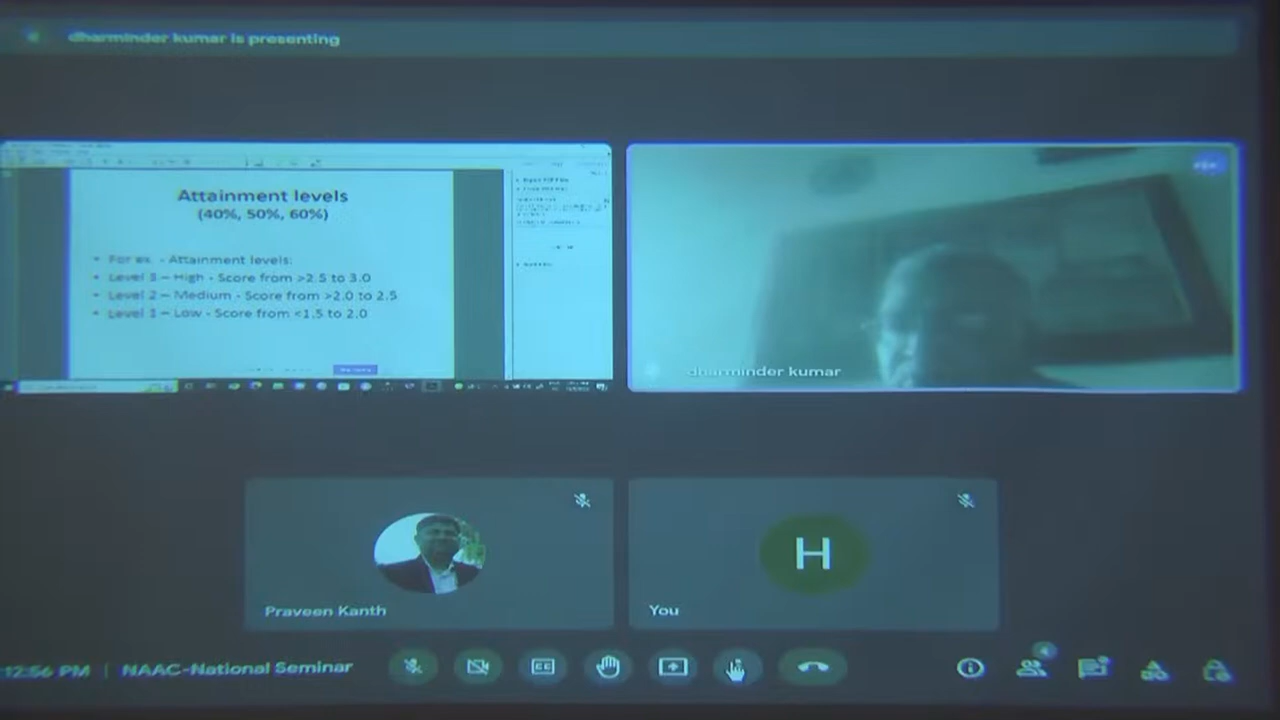 dharminder kumar is presenting
Attainment levels
(40%, 50%, 60%)
• For ex - Attainment levels:
• Level 3 – High - Score from >2.5 to 3.0
• Level 2 – Medium - Score from >2.0 to 2.5
• Level 1 – Low - Score from <1.5 to 2.0
dharminder kumar
Praveen Kanth
H
You
12:56 PM | NAAC-National Seminar
CC